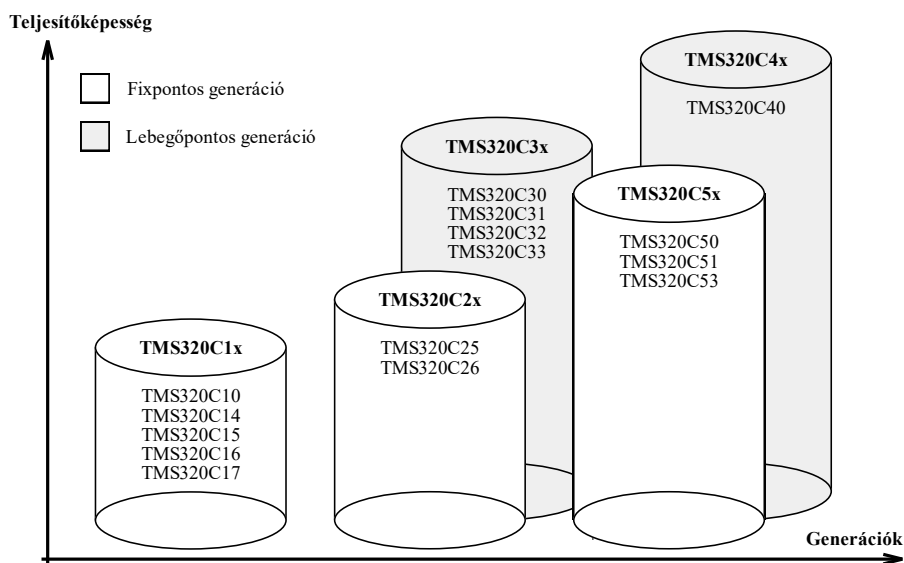 Teljesítőképesség
Fixpontos generáció
Lebegőpontos generáció
TMS320C1x
TMS320C10
TMS320C14
TMS320C15
TMS320C16
TMS320C17
TMS320C2x
TMS320C25
TMS320C26
TMS320C3x
TMS320C30
TMS320C31
TMS320C32
TMS320C33
TMS320C5x
TMS320C50
TMS320C51
TMS320C53
TMS320C4x
TMS320C40
Generációk